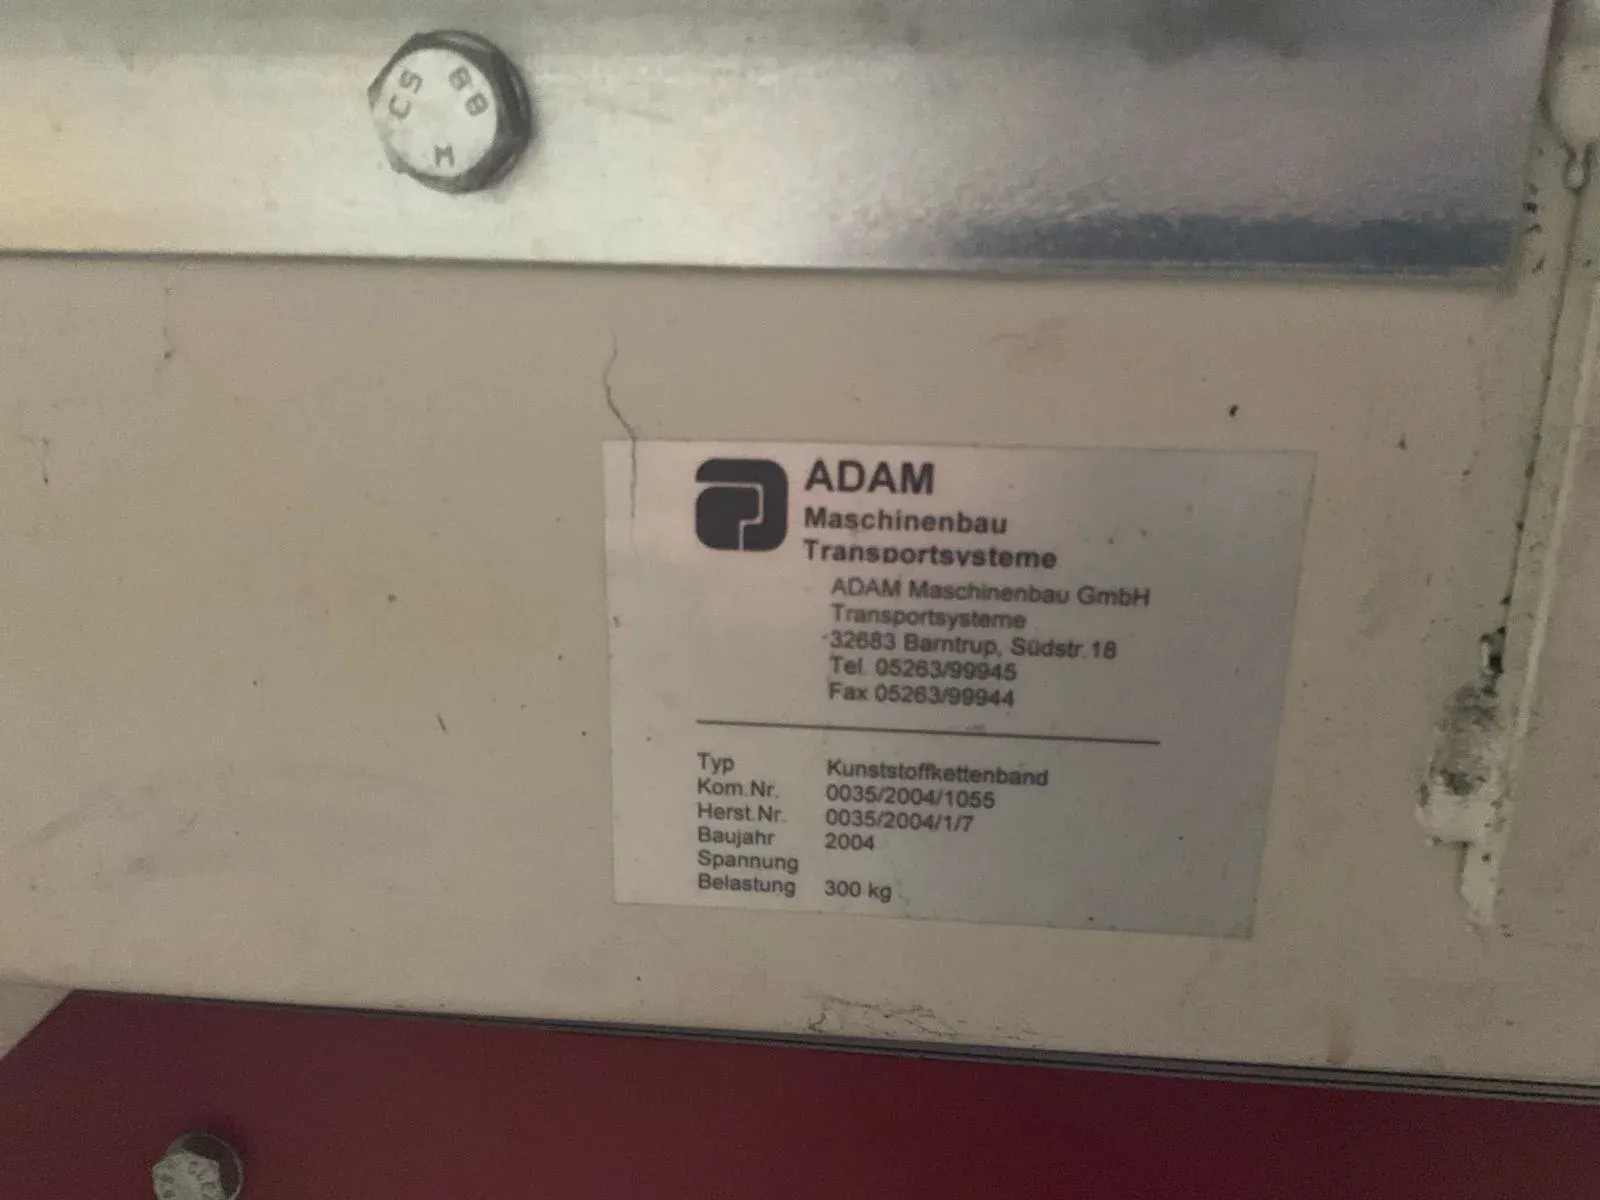 CS 88
M
ADAM
Maschinenbau
Transportsysteme
ADAM Maschinenbau GmbH
Transportsysteme
32683 Barntrup, Südstr.18
Tel. 05263/99945
Fax 05263/99944
Typ Kunststoffkettenband
Kom.Nr. 0035/2004/1055
Herst.Nr. 0035/2004/1/7
Baujahr 2004
Spannung
Belastung 300 kg